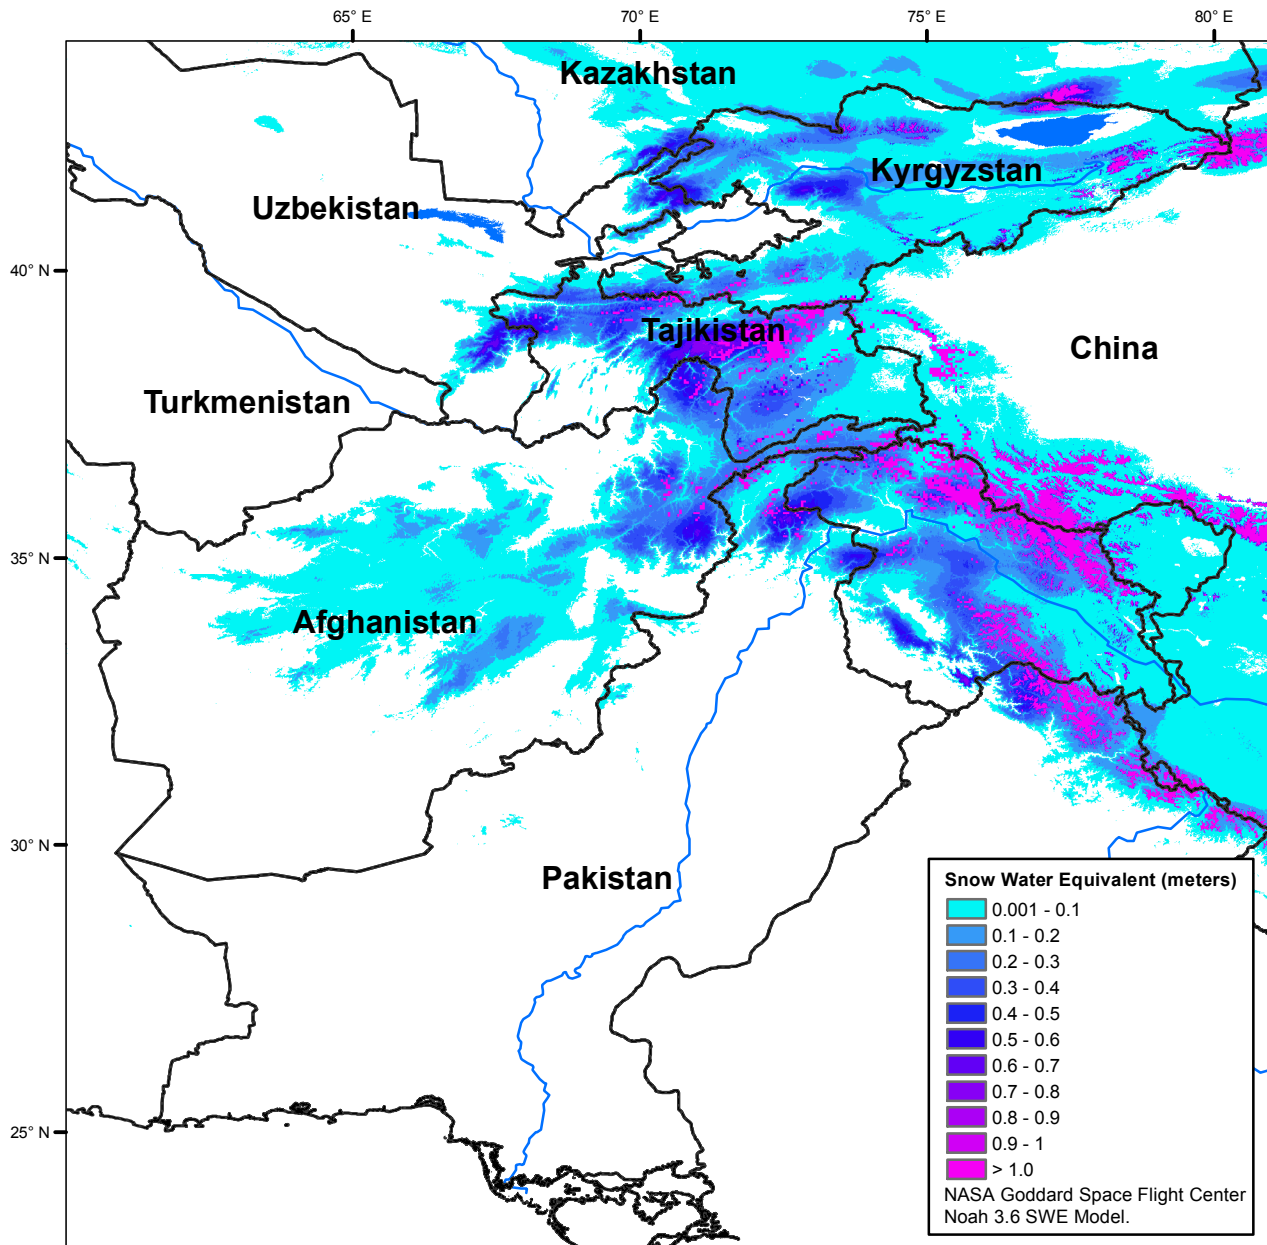 65° E
70° E
75° E
80° E
Kazakhstan
Kyrgyzstan
Uzbekistan
40° N
Tajikistan
China
Turkmenistan
35° N
Afghanistan
30° N
Pakistan
25° N
Snow Water Equivalent (meters)
0.001 - 0.1
0.1 - 0.2
0.2 - 0.3
0.3 - 0.4
0.4 - 0.5
0.5 - 0.6
0.6 - 0.7
0.7 - 0.8
0.8 - 0.9
0.9 - 1
> 1.0
NASA Goddard Space Flight Center
Noah 3.6 SWE Model.